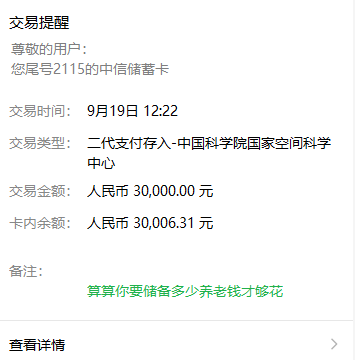 交易提醒
尊敬的用户：
您尾号2115的中信储蓄卡
交易时间： 9月19日 12:22
交易类型： 二代支付存入-中国科学院国家空间科学
中心
交易金额： 人民币 30,000.00 元
卡内余额： 人民币 30,006.31 元
备注：
算算你要储备多少养老钱才够花
查看详情